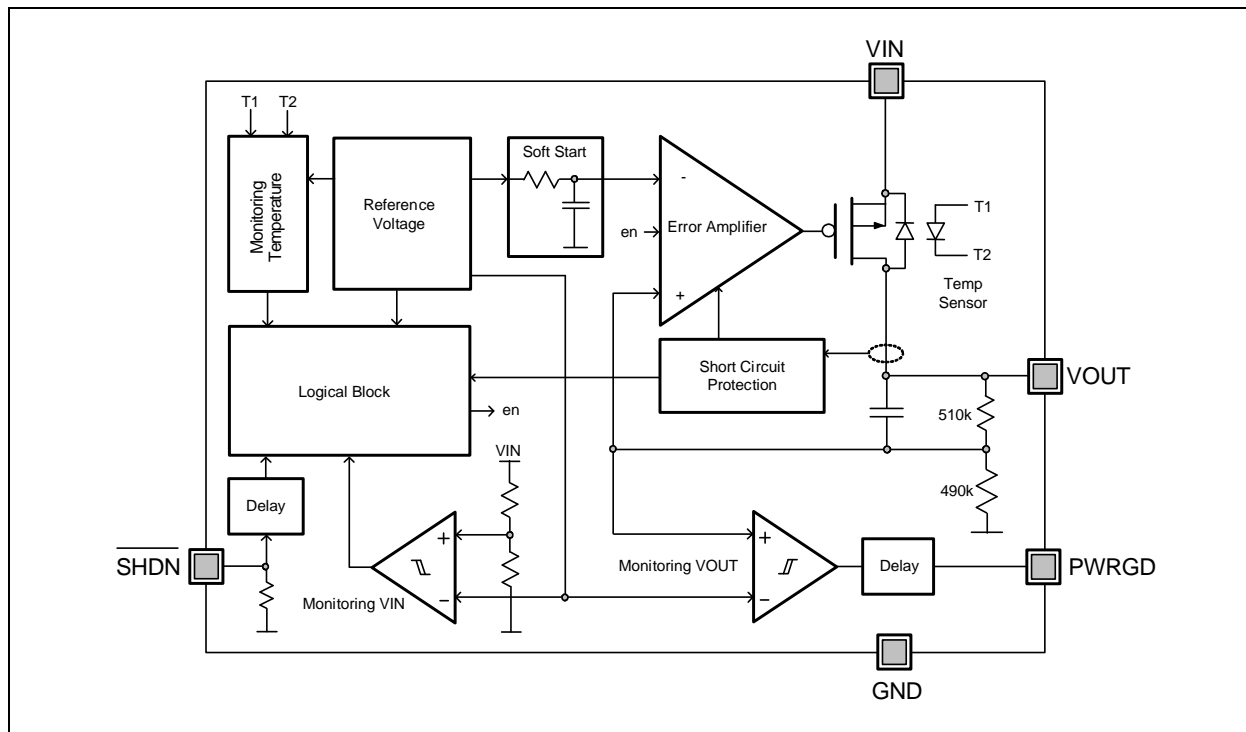 VIN
T1 T2
Monitoring
Temperature
Reference
Voltage
Soft Start
-
en
Error Amplifier
+
T1
T2
Temp
Sensor
Short Circuit
Protection
Logical Block
en
VOUT
510k
490k
VIN
Delay
SHDN
+
−
Monitoring VIN
Monitoring VOUT
+
−
Delay
PWRGD
GND